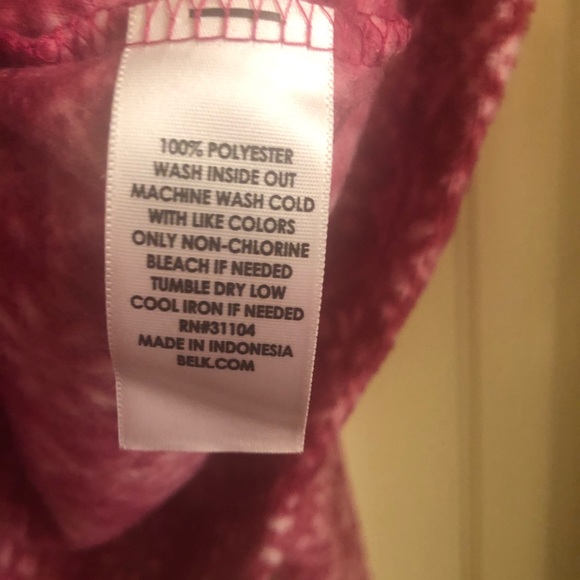 100% POLYESTER
WASH INSIDE OUT
MACHINE WASH COLD
WITH LIKE COLORS
ONLY NON-CHLORINE
BLEACH IF NEEDED
TUMBLE DRY LOW
COOL IRON IF NEEDED
RN#31104
MADE IN INDONESIA
BELK.COM